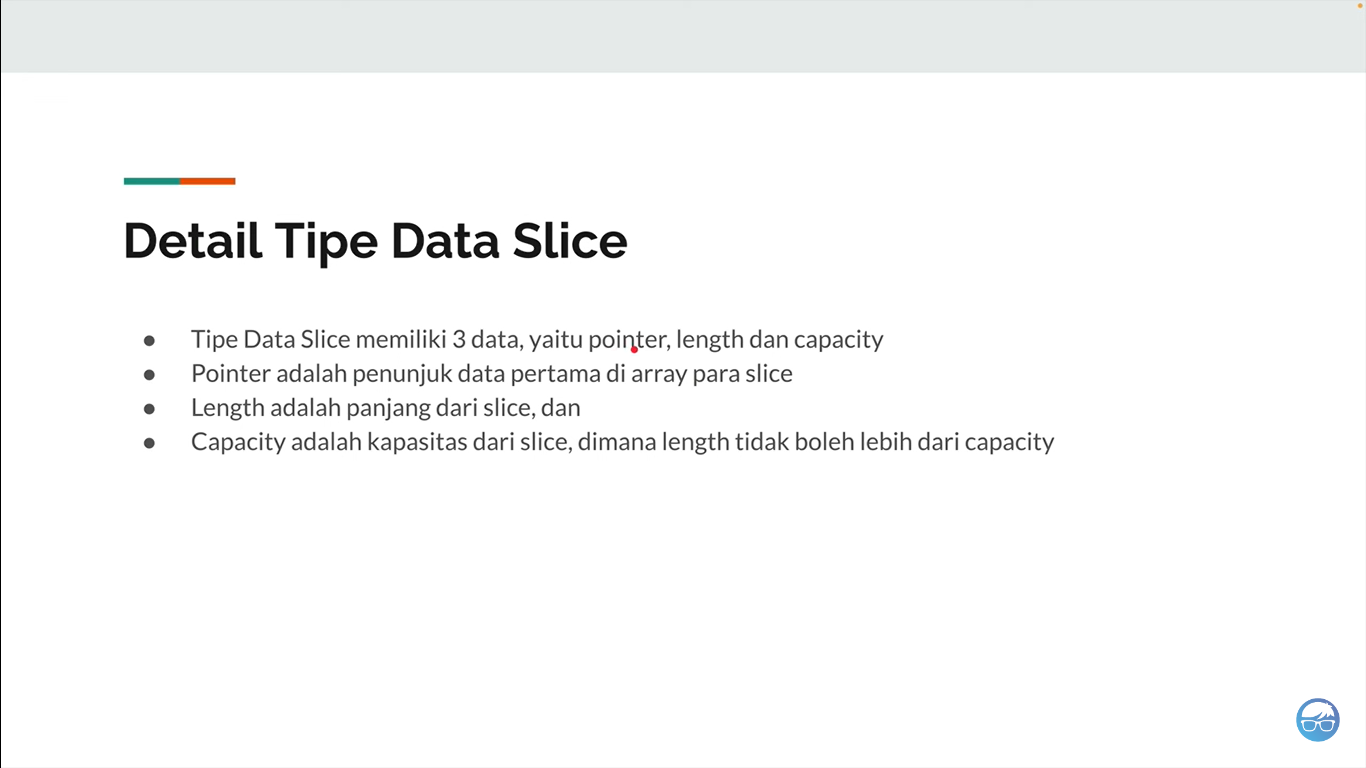 Detail Tipe Data Slice
● Tipe Data Slice memiliki 3 data, yaitu pointer, length dan capacity
● Pointer adalah penunjuk data pertama di array para slice
● Length adalah panjang dari slice, dan
● Capacity adalah kapasitas dari slice, dimana length tidak boleh lebih dari capacity